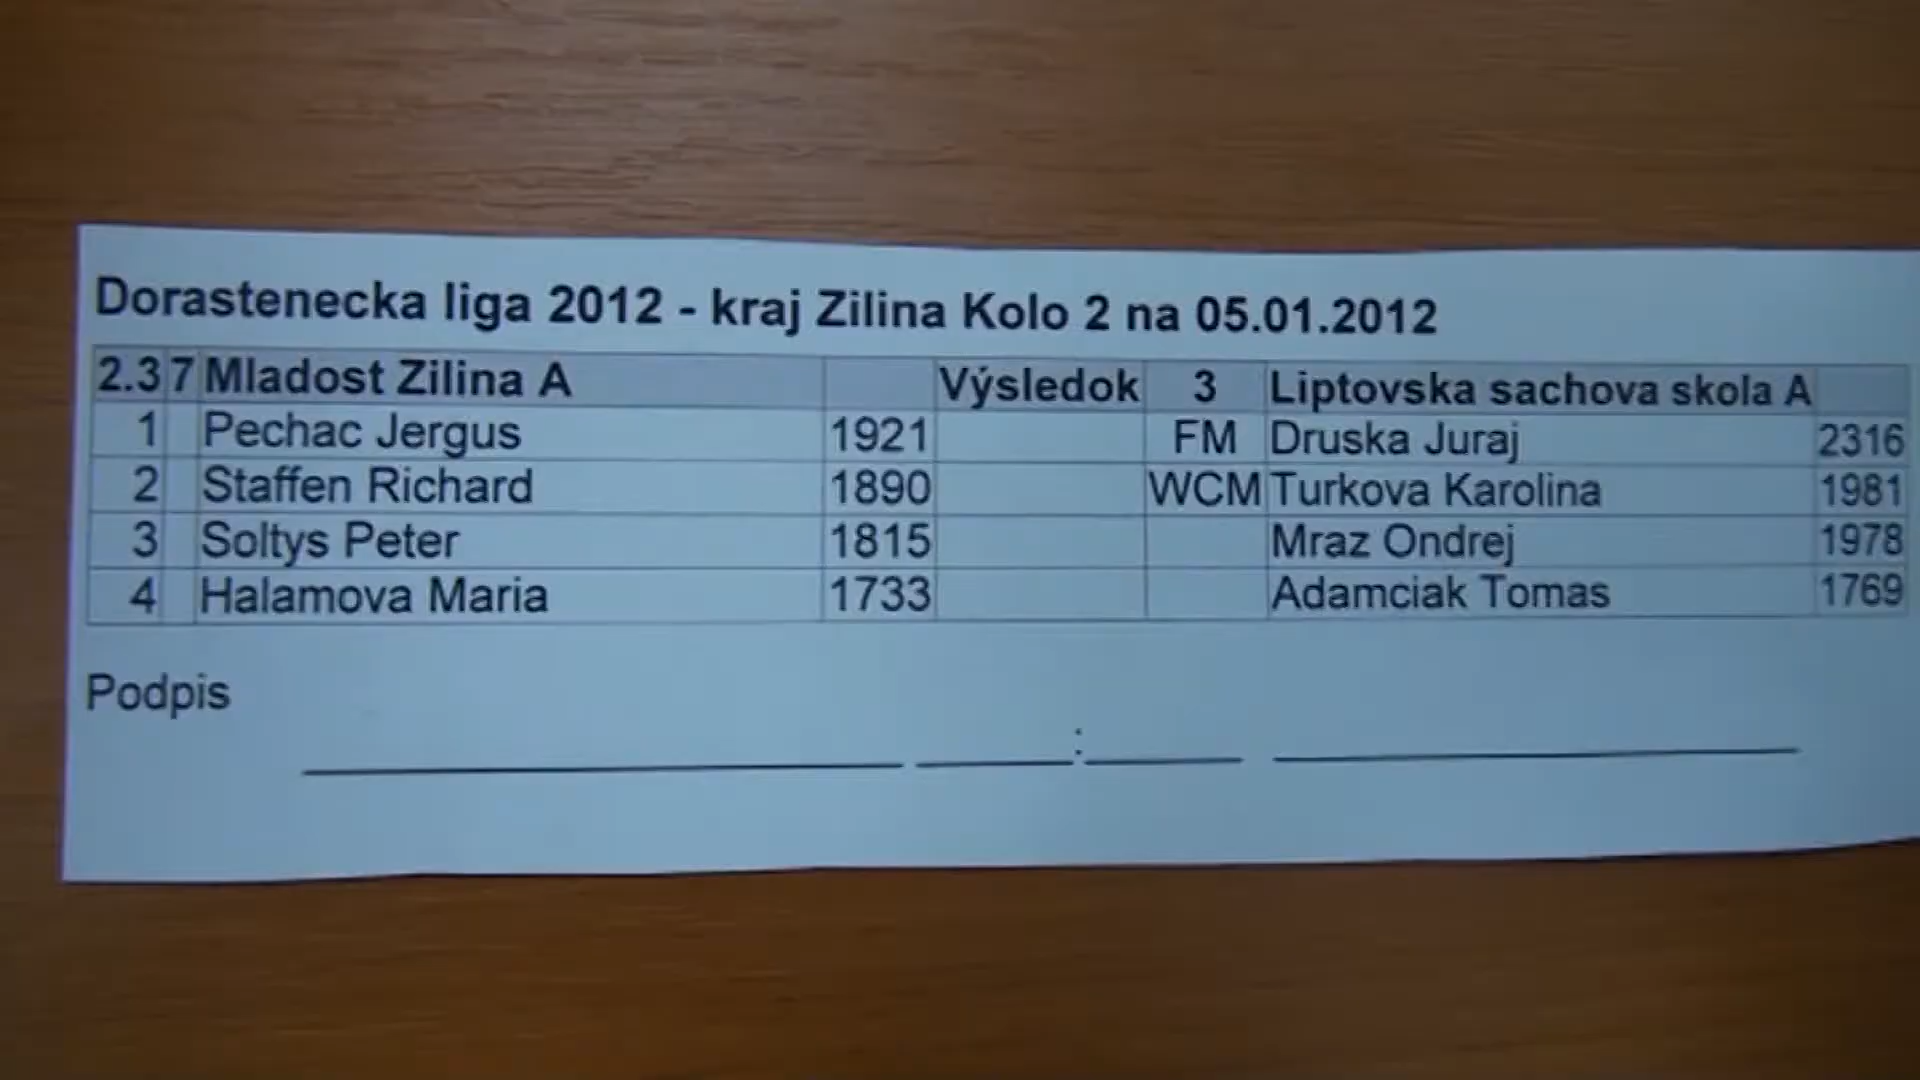 Dorastenecka liga 2012 - kraj Zilina Kolo 2 na 05.01.2012
2.3 7 Mladost Zilina A Výsledok 3 Liptovska sachova skola A
1 Pechac Jergus 1921 FM Druska Juraj 2316
2 Staffen Richard 1890 WCM Turkova Karolina 1981
3 Soltys Peter 1815 Mraz Ondrej 1978
4 Halamova Maria 1733 Adamciak Tomas 1769
Podpis
: